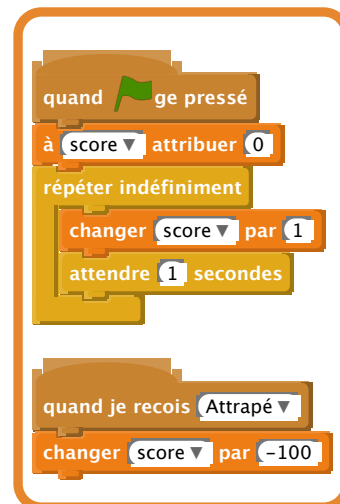 quand ge pressé
à score ▼ attribuer 0
répéter indéfiniment
changer score ▼ par 1
attendre 1 secondes
quand je recois Attrapé ▼
changer score ▼ par -100